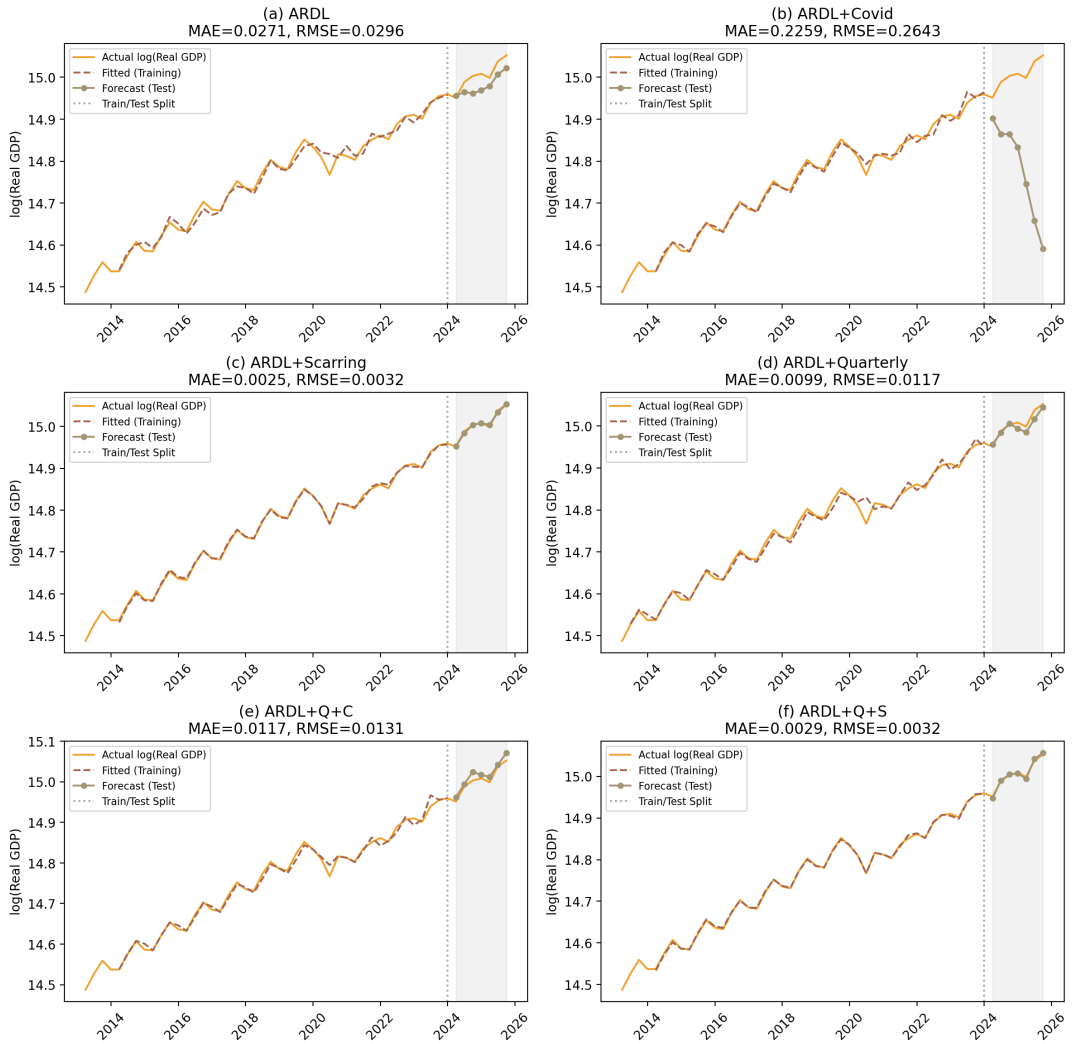 (a) ARDL
MAE=0.0271, RMSE=0.0296
Actual log(Real GDP)
Fitted (Training)
Forecast (Test)
Train/Test Split
log(Real GDP)
15.0
14.9
14.8
14.7
14.6
14.5
2014
2016
2018
2020
2022
2024
2026
(b) ARDL+Covid
MAE=0.2259, RMSE=0.2643
Actual log(Real GDP)
Fitted (Training)
Forecast (Test)
Train/Test Split
log(Real GDP)
15.0
14.9
14.8
14.7
14.6
14.5
2014
2016
2018
2020
2022
2024
2026
(c) ARDL+Scarring
MAE=0.0025, RMSE=0.0032
Actual log(Real GDP)
Fitted (Training)
Forecast (Test)
Train/Test Split
log(Real GDP)
15.0
14.9
14.8
14.7
14.6
14.5
2014
2016
2018
2020
2022
2024
2026
(d) ARDL+Quarterly
MAE=0.0099, RMSE=0.0117
Actual log(Real GDP)
Fitted (Training)
Forecast (Test)
Train/Test Split
log(Real GDP)
15.0
14.9
14.8
14.7
14.6
14.5
2014
2016
2018
2020
2022
2024
2026
(e) ARDL+Q+C
MAE=0.0117, RMSE=0.0131
Actual log(Real GDP)
Fitted (Training)
Forecast (Test)
Train/Test Split
log(Real GDP)
15.1
15.0
14.9
14.8
14.7
14.6
14.5
2014
2016
2018
2020
2022
2024
2026
(f) ARDL+Q+S
MAE=0.0029, RMSE=0.0032
Actual log(Real GDP)
Fitted (Training)
Forecast (Test)
Train/Test Split
log(Real GDP)
15.0
14.9
14.8
14.7
14.6
14.5
2014
2016
2018
2020
2022
2024
2026